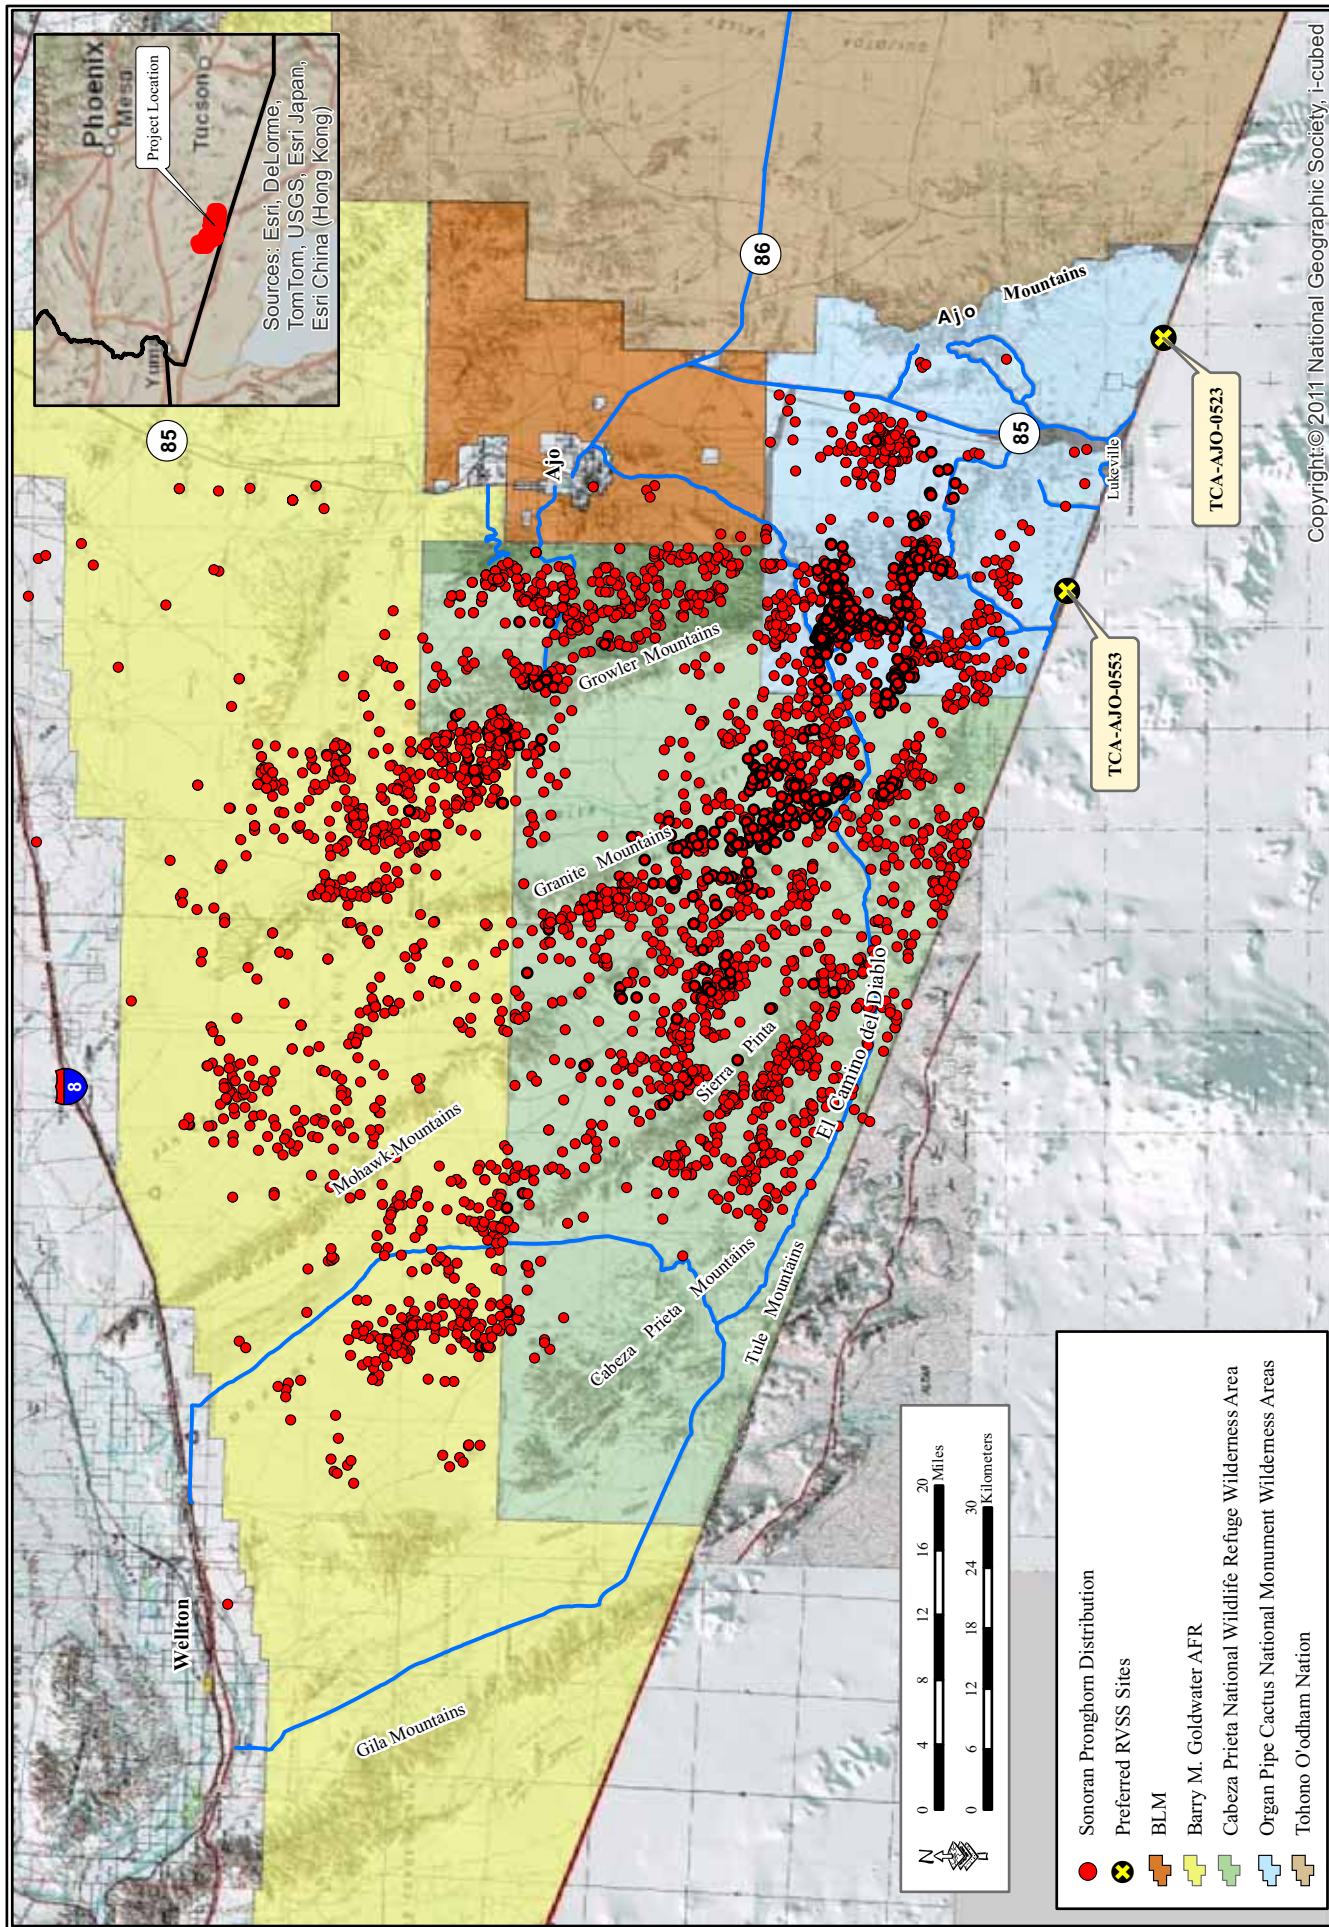 Phoenix
Mesa
Project Location
Tucson
Sources: Esri, DeLorme,
TomTom, USGS, Esri Japan,
Esri China (Hong Kong)
8
85
Wellton
Mohawk Mountains
Gila Mountains
Ajo
86
Growler Mountains
Granite Mountains
Sierra Pinta
Cabeza Prieta Mountains
Tule Mountains
El Camino del Diablo
Ajo Mountains
85
Lukeville
TCA-AJO-0523
TCA-AJO-0553
N
0 4 8 12 16 20
Miles
0 6 12 18 24 30
Kilometers
Sonoran Pronghorn Distribution
Preferred RVSS Sites
BLM
Barry M. Goldwater AFR
Cabeza Prieta National Wildlife Refuge Wilderness Area
Organ Pipe Cactus National Monument Wilderness Areas
Tohono O'odham Nation
Copyright:© 2011 National Geographic Society, i-cubed